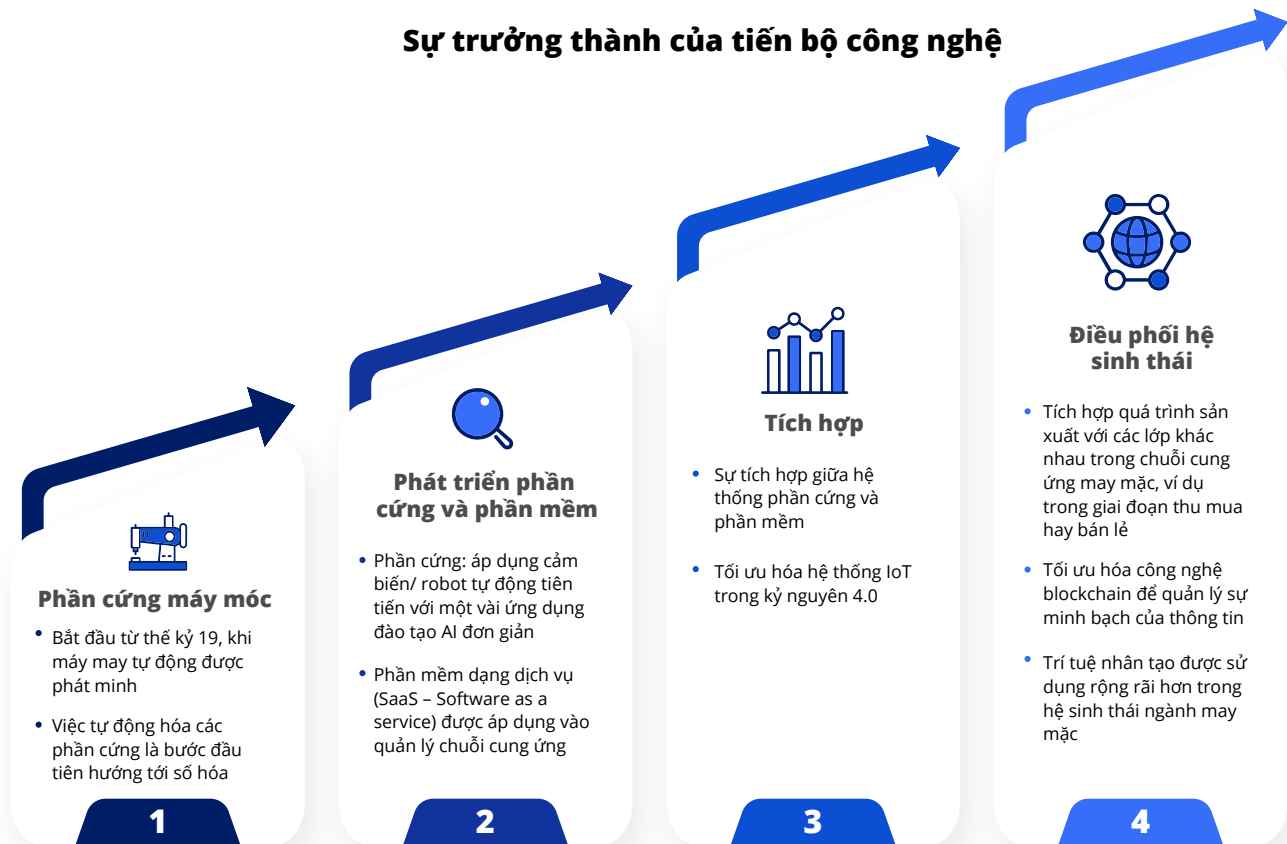 Sự trưởng thành của tiến bộ công nghệ
Phần cứng máy móc
• Bắt đầu từ thế kỷ 19, khi
máy may tự động được
phát minh
• Việc tự động hóa các
phần cứng là bước đầu
tiên hướng tới số hóa
1
Phát triển phần
cứng và phần mềm
• Phần cứng: áp dụng cảm
biến/ robot tự động tiên
tiến với một vài ứng dụng
đào tạo AI đơn giản
• Phần mềm dạng dịch vụ
(SaaS – Software as a
service) được áp dụng vào
quản lý chuỗi cung ứng
2
Tích hợp
• Sự tích hợp giữa hệ
thống phần cứng và
phần mềm
• Tối ưu hóa hệ thống IoT
trong kỷ nguyên 4.0
3
Điều phối hệ
sinh thái
• Tích hợp quá trình sản
xuất với các lớp khác
nhau trong chuỗi cung
ứng may mặc, ví dụ
trong giai đoạn thu mua
hay bán lẻ
• Tối ưu hóa công nghệ
blockchain để quản lý sự
minh bạch của thông tin
• Trí tuệ nhân tạo được sử
dụng rộng rãi hơn trong
hệ sinh thái ngành may
mặc
4